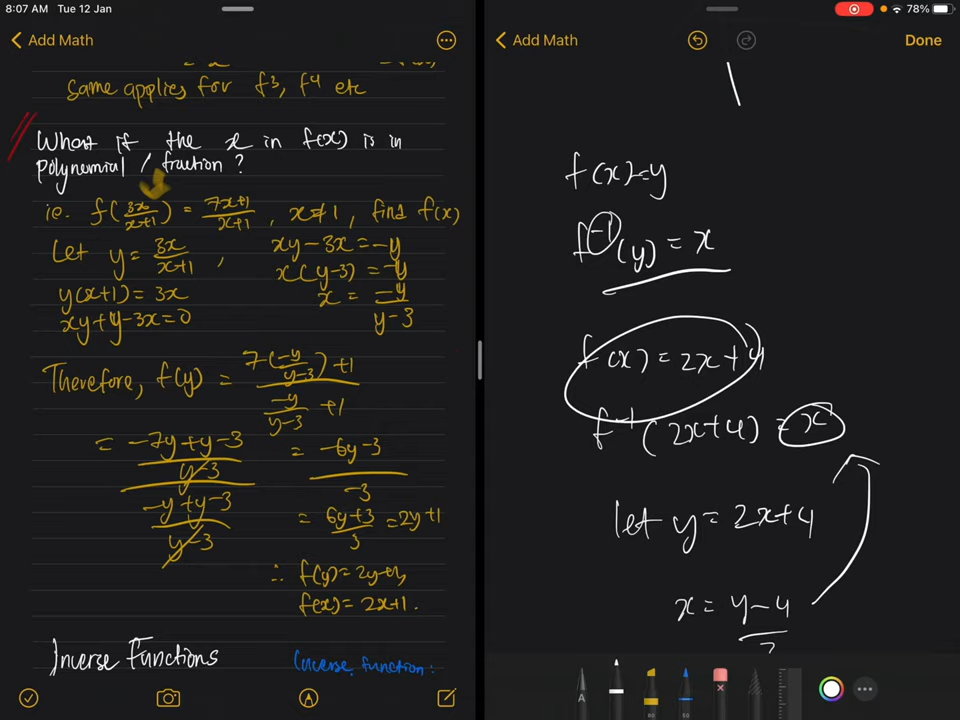 8:07 AM Tue 12 Jan
78%
Add Math
Same applies for f³, f⁴ etc
What if the x in f(x) is in
polynomial / fraction ?
ie. f(3x/x+1) = 7x+1/x+1 , x≠1, find f(x)
Let y = 3x/x+1 ,
y(x+1) = 3x
xy+y-3x=0
xy-3x=-y
x(y-3)=-y
x = -y/y-3
Therefore, f(y) = 7(-y/y-3)+1 / -y/y-3 +1
= -7y+y-3/y-3 / -y+y-3/y-3
= -6y-3/-3
= 6y+3/3 = 2y+1
∴ f(y)=2y+1,
f(x) = 2x+1.
Inverse Functions
Inverse function:
Add Math
Done
f(x)=y
f⁻¹(y) = x
f(x) = 2x+4
f⁻¹(2x+4) = x
let y = 2x+4
x = y-4